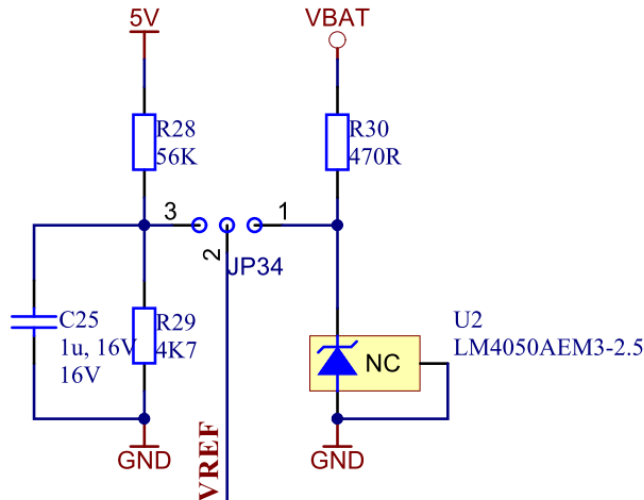 5V
VBAT
R28
56K
R30
470R
3
1
2
JP34
C25
1u, 16V
16V
R29
4K7
U2
LM4050AEM3-2.5
NC
GND
VREF
GND